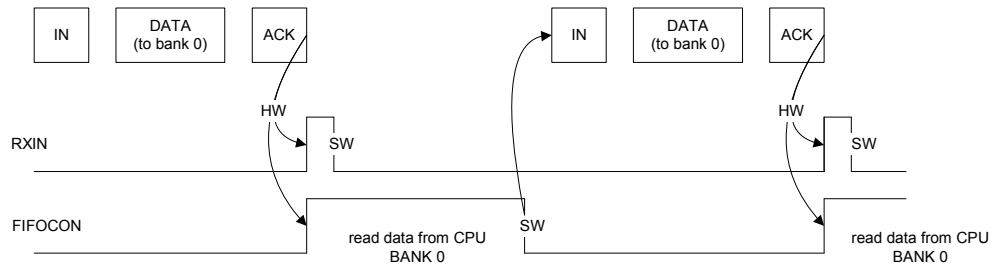 IN
DATA
(to bank 0)
ACK
IN
DATA
(to bank 0)
ACK
HW
HW
RXIN
SW
SW
FIFOCON
SW
read data from CPU
BANK 0
read data from CPU
BANK 0